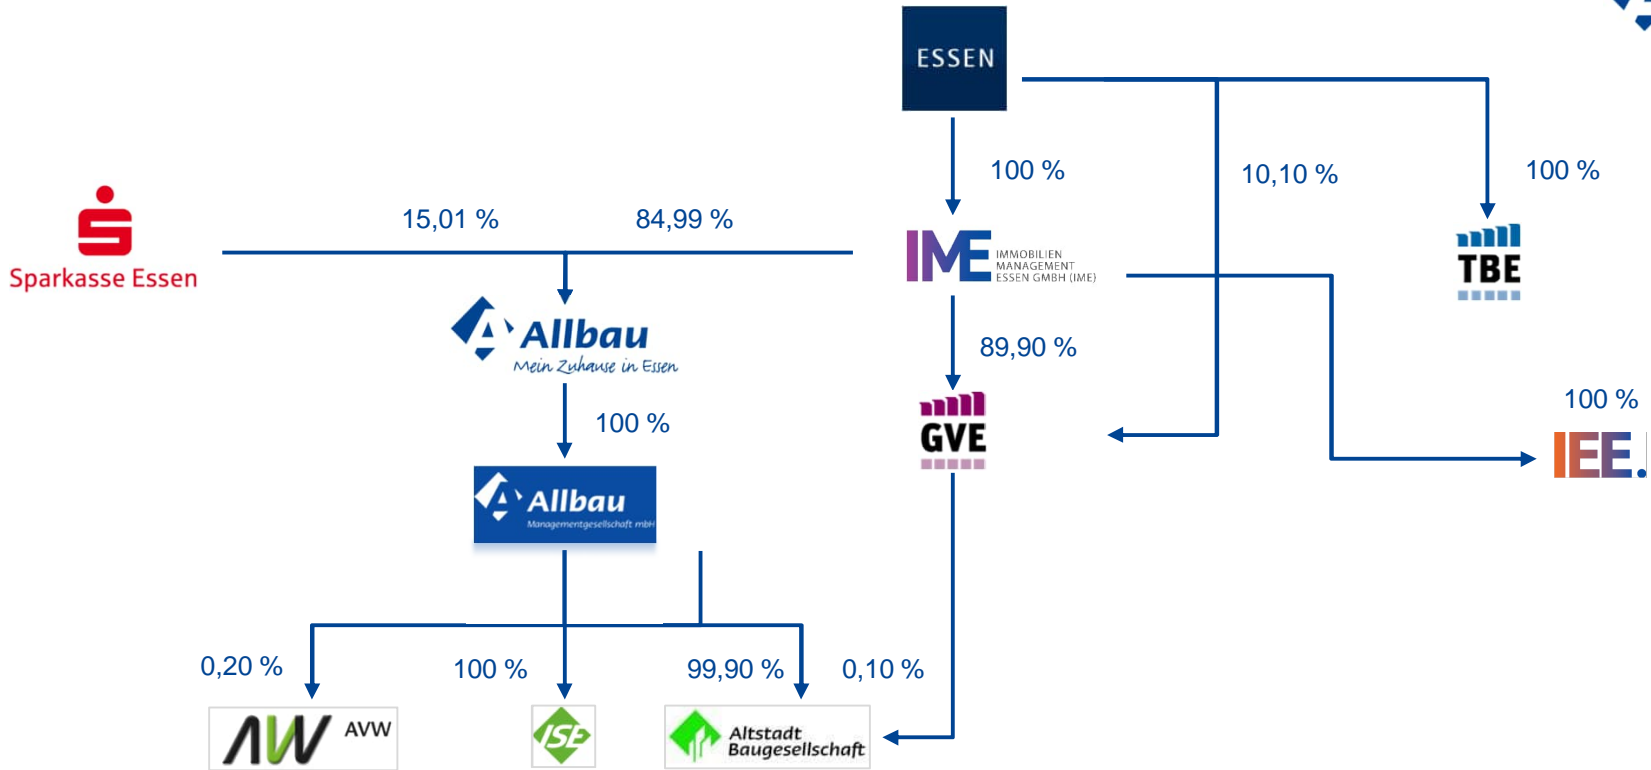 ESSEN
100 %
10,10 %
100 %
15,01 %
84,99 %
Sparkasse Essen
IME
IMMOBILIEN
MANAGEMENT
ESSEN GMBH (IME)
TBE
Allbau
Mein Zuhause in Essen
89,90 %
GVE
100 %
IEE.
100 %
Allbau
Managementgesellschaft mbH
0,20 %
100 %
99,90 %
0,10 %
AVW
ISE
Altstadt
Baugesellschaft